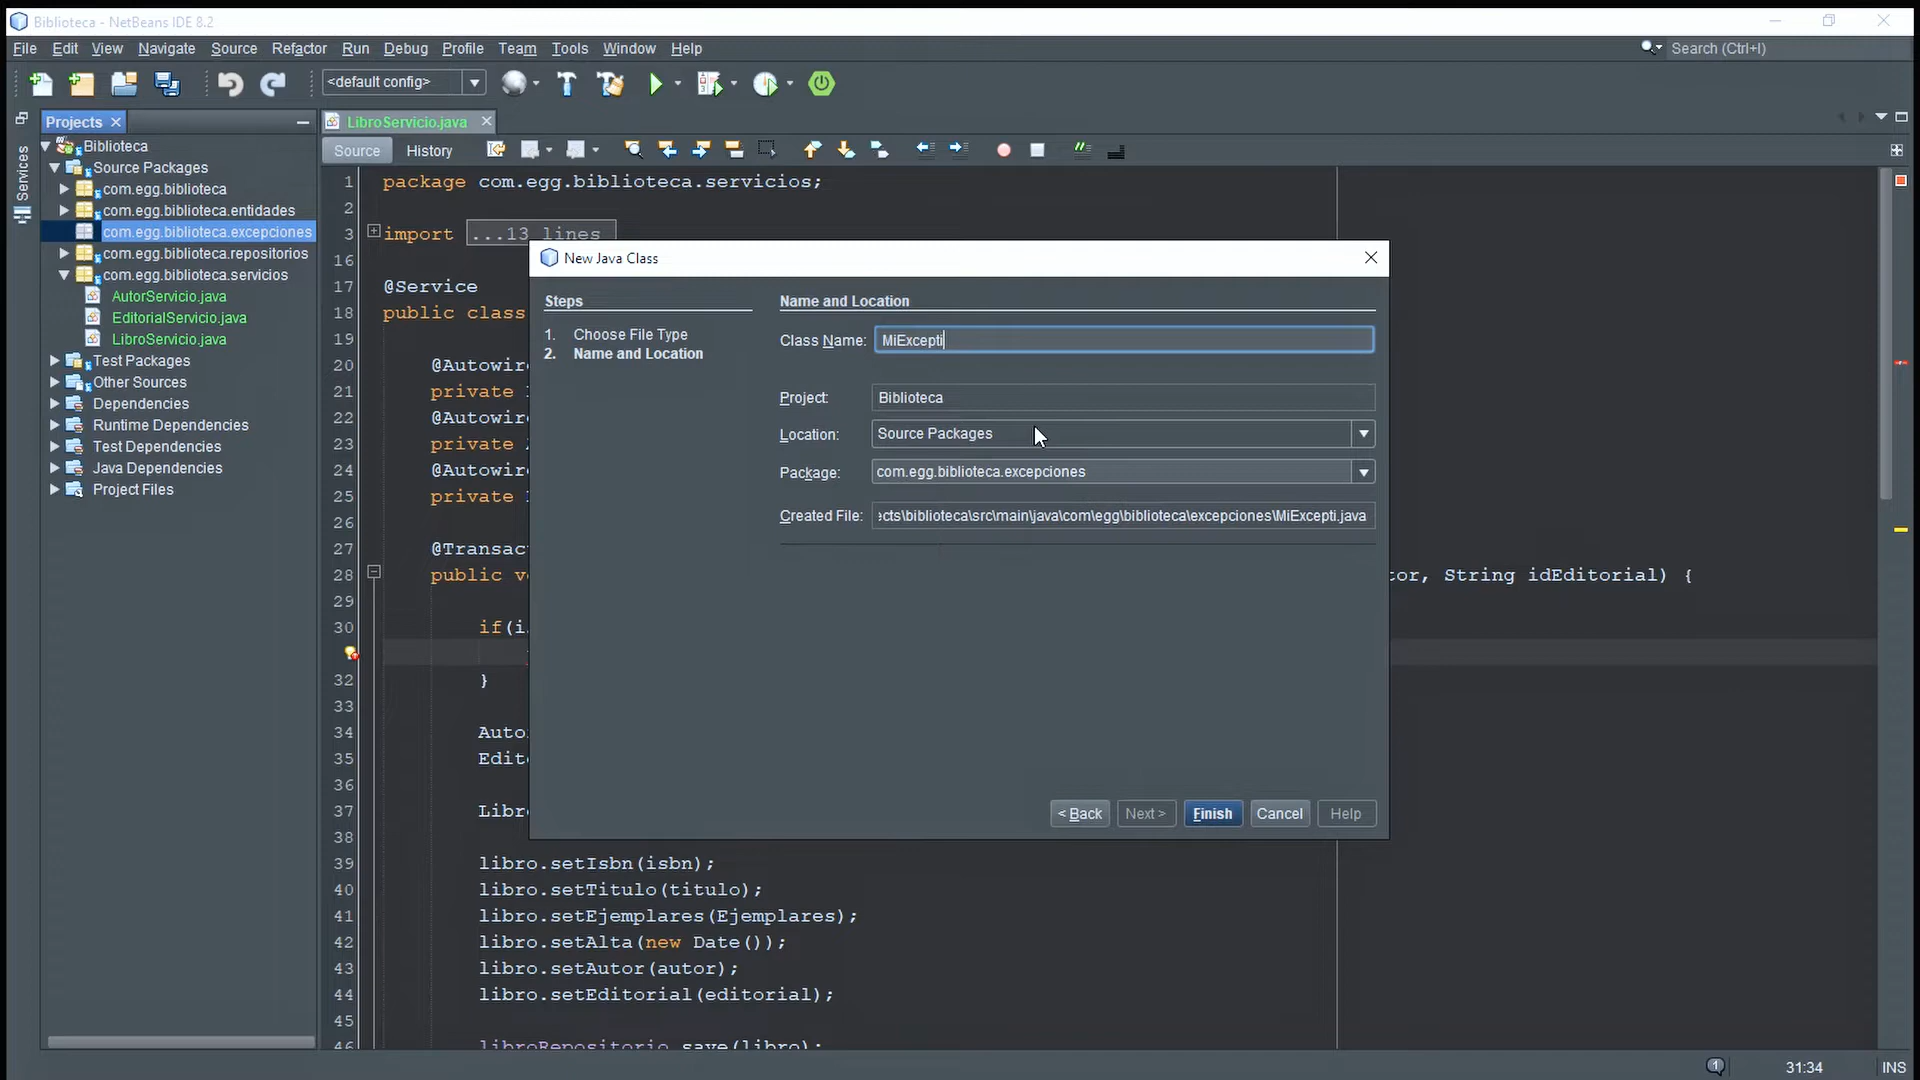 Biblioteca - NetBeans IDE 8.2
File Edit View Navigate Source Refactor Run Debug Profile Team Tools Window Help
Search (Ctrl+I)
<default config>
Services
Projects
Biblioteca
Source Packages
com.egg.biblioteca
com.egg.biblioteca.entidades
com.egg.biblioteca.excepciones
com.egg.biblioteca.repositorios
com.egg.biblioteca.servicios
AutorServicio.java
EditorialServicio.java
LibroServicio.java
Test Packages
Other Sources
Dependencies
Runtime Dependencies
Test Dependencies
Java Dependencies
Project Files
LibroServicio.java
Source History
1 package com.egg.biblioteca.servicios;
2
3 import ...13 lines
16
17 @Service
18 public class
19
20 @Autowir
21 private
22 @Autowir
23 private
24 @Autowir
25 private
26
27 @Transac
28 public v tor, String idEditorial) {
29
30 if(i
32 }
33
34 Auto
35 Edit
36
37 Libr
38
39 libro.setIsbn(isbn);
40 libro.setTitulo(titulo);
41 libro.setEjemplares(Ejemplares);
42 libro.setAlta(new Date());
43 libro.setAutor(autor);
44 libro.setEditorial(editorial);
45
46 libroRepositorio.save(libro);
New Java Class
Steps
1. Choose File Type
2. Name and Location
Name and Location
Class Name: MiExcepti
Project: Biblioteca
Location: Source Packages
Package: com.egg.biblioteca.excepciones
Created File: cts\biblioteca\src\main\java\com\egg\biblioteca\excepciones\MiExcepti.java
< Back Next > Finish Cancel Help
1 31:34 INS